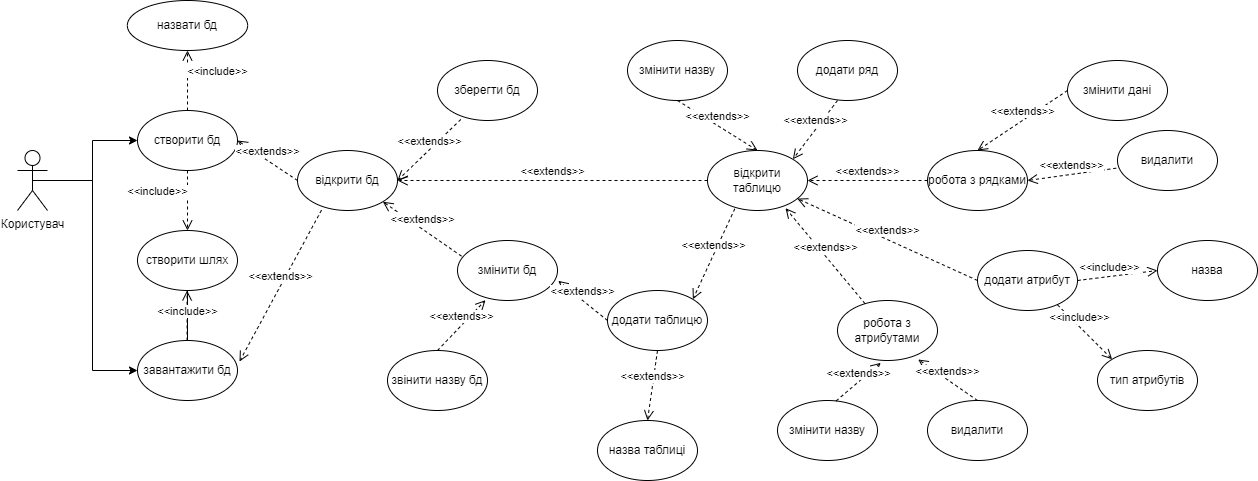 назвати бд
<<include>>
створити бд
<<include>>
створити шлях
<<include>>
завантажити бд
Користувач
<<extends>>
відкрити бд
<<extends>>
зберегти бд
<<extends>>
<<extends>>
<<extends>>
змінити бд
<<extends>>
звінити назву бд
<<extends>>
додати таблицю
<<extends>>
<<extends>>
назва таблиці
змінити назву
<<extends>>
додати ряд
<<extends>>
відкрити
таблицю
<<extends>>
робота з рядками
<<extends>>
змінити дані
<<extends>>
видалити
<<extends>>
додати атрибут
<<include>>
назва
<<include>>
тип атрибутів
<<extends>>
робота з
атрибутами
<<extends>>
змінити назву
<<extends>>
видалити